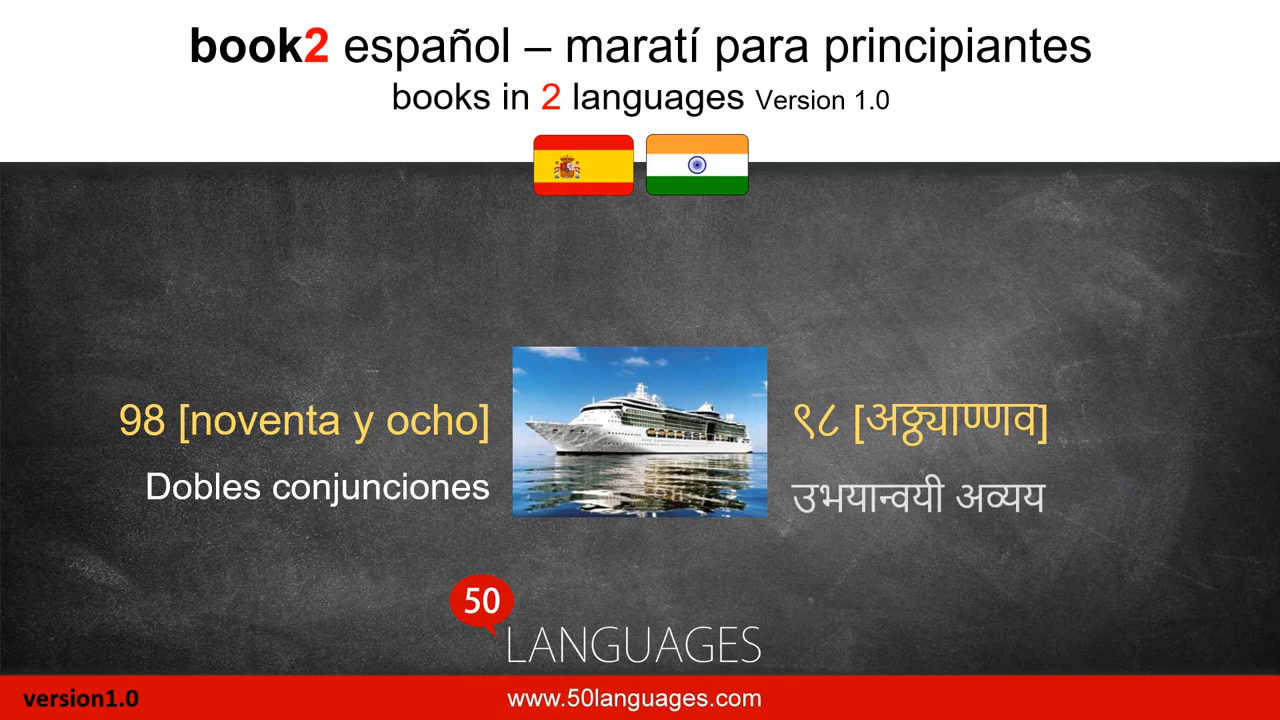 book2 español – maratí para principiantes
books in 2 languages Version 1.0
98 [noventa y ocho]
Dobles conjunciones
९८ [अठ्ठ्याण्णव]
उभयान्वयी अव्यय
50
LANGUAGES
version1.0
www.50languages.com